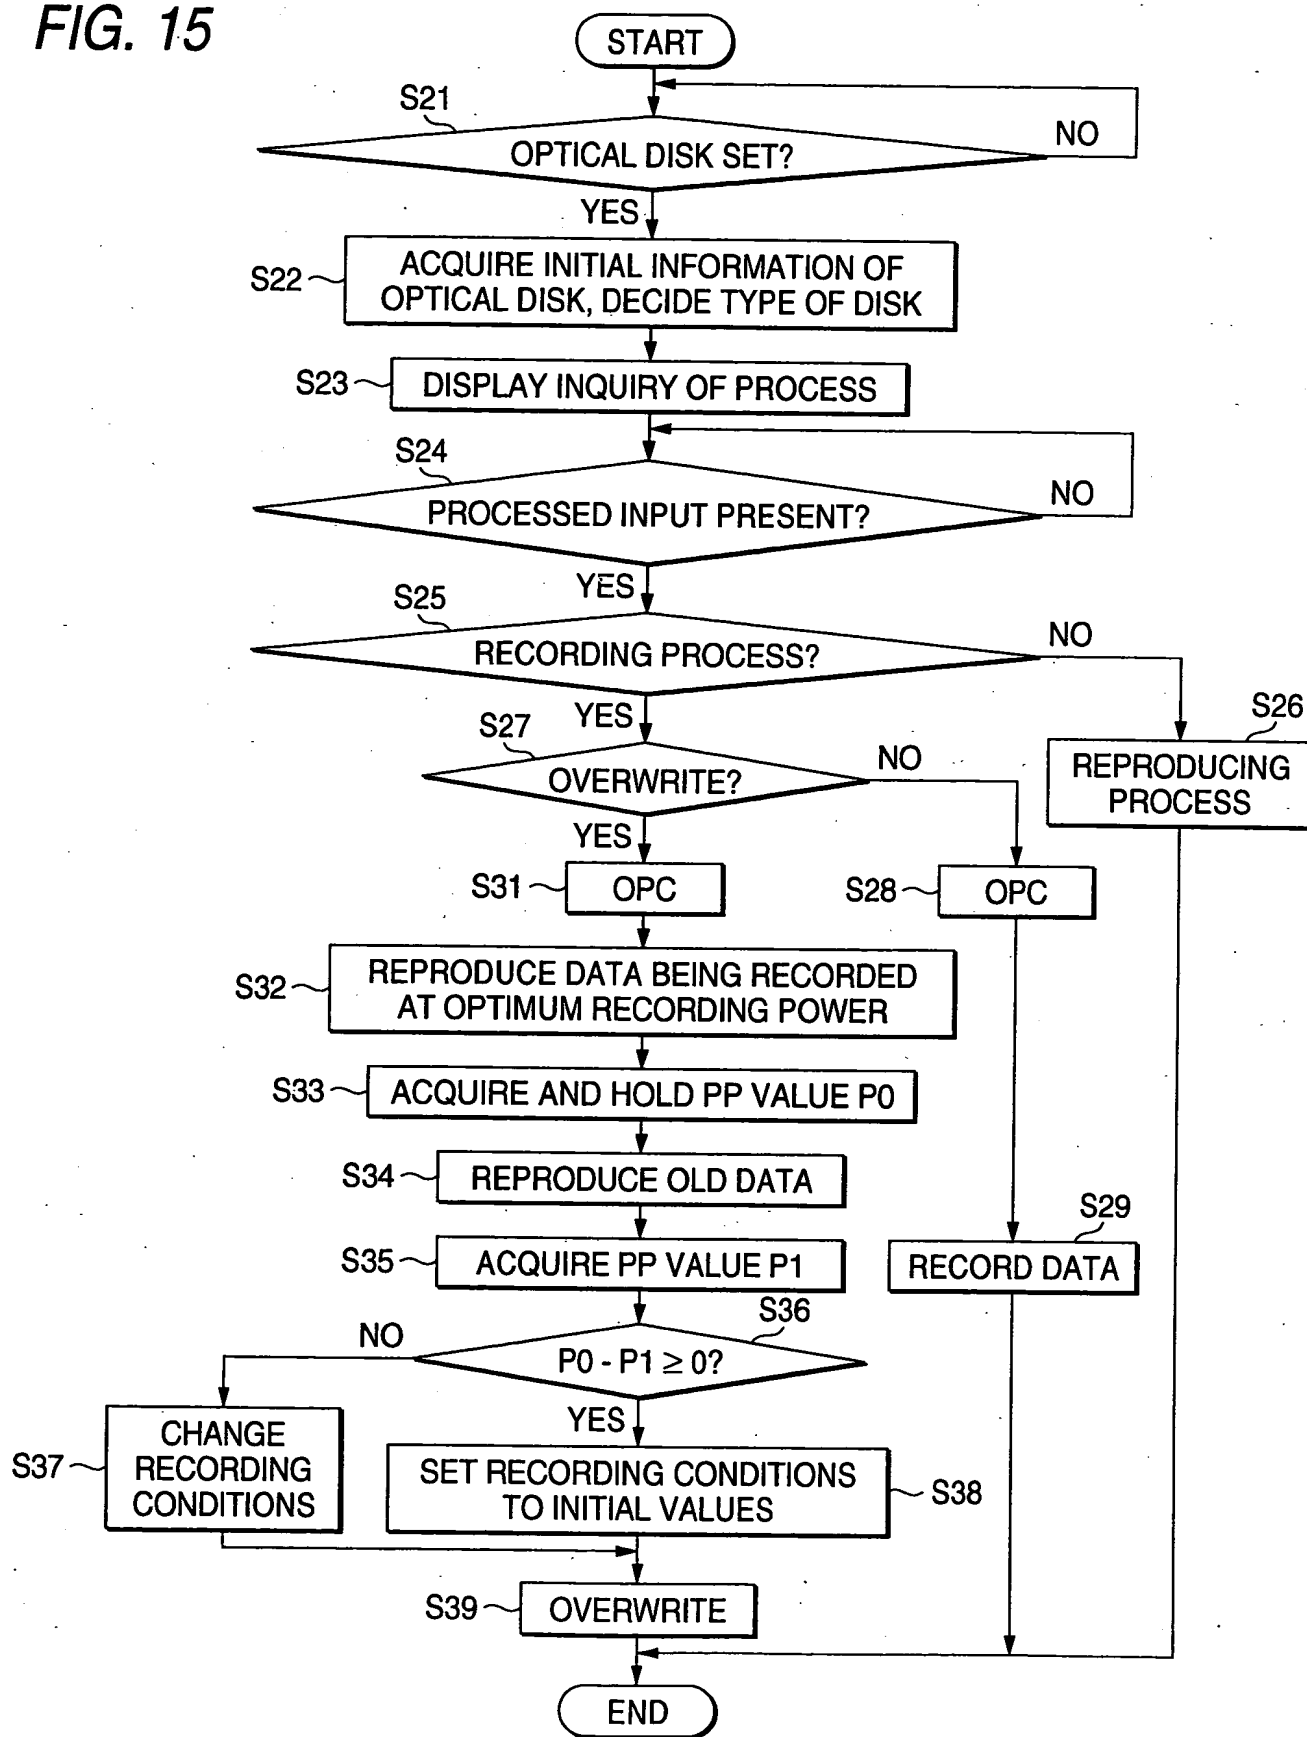 FIG. 15
START
S21
OPTICAL DISK SET?
NO
YES
S22
ACQUIRE INITIAL INFORMATION OF
OPTICAL DISK, DECIDE TYPE OF DISK
S23
DISPLAY INQUIRY OF PROCESS
S24
PROCESSED INPUT PRESENT?
NO
YES
S25
RECORDING PROCESS?
NO
YES
S26
REPRODUCING
PROCESS
S27
OVERWRITE?
NO
YES
S31
OPC
S28
OPC
S32
REPRODUCE DATA BEING RECORDED
AT OPTIMUM RECORDING POWER
S33
ACQUIRE AND HOLD PP VALUE P0
S34
REPRODUCE OLD DATA
S29
RECORD DATA
S35
ACQUIRE PP VALUE P1
S36
P0 - P1 ≥ 0?
NO
YES
S37
CHANGE
RECORDING
CONDITIONS
SET RECORDING CONDITIONS
TO INITIAL VALUES
S38
S39
OVERWRITE
END